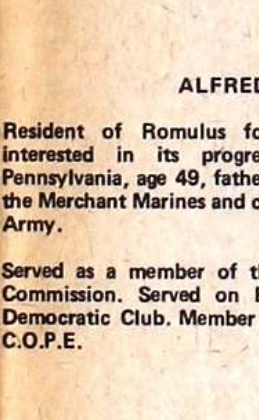 ALFRED
Resident of Romulus fo
interested in its progre
Pennsylvania, age 49, fathe
the Merchant Marines and o
Army.
Served as a member of th
Commission. Served on
Democratic Club. Member
C.O.P.E.